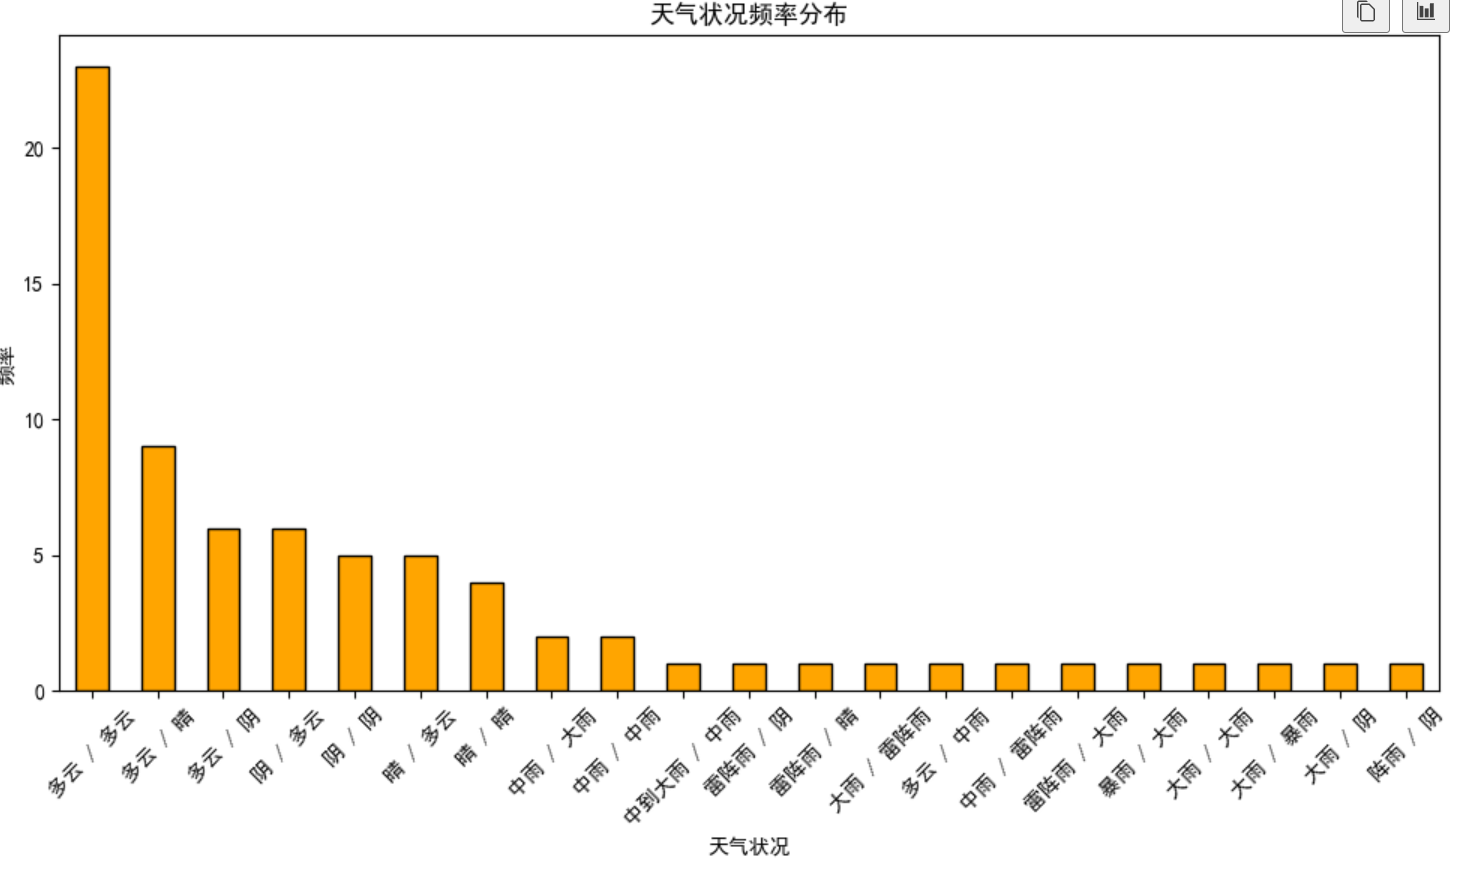 天气状况频率分布
频率
20
15
10
5
0
多云 / 多云
多云 / 晴
多云 / 阴
阴 / 多云
阴 / 阴
晴 / 多云
晴 / 晴
中雨 / 大雨
中雨 / 中雨
中到大雨 / 中雨
雷阵雨 / 阴
雷阵雨 / 晴
大雨 / 雷阵雨
多云 / 中雨
中雨 / 雷阵雨
雷阵雨 / 大雨
暴雨 / 大雨
大雨 / 大雨
大雨 / 暴雨
大雨 / 阴
阵雨 / 阴
天气状况